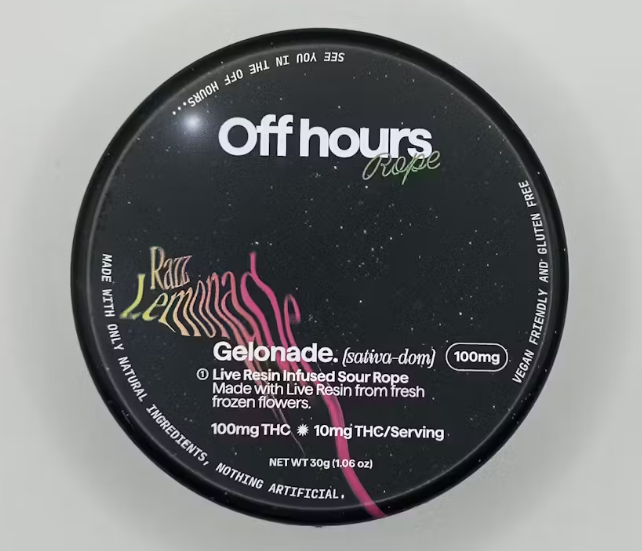 SEE YOU IN THE OFF HOURS...
Off hours
Rope
Razz
Lemonade
MADE WITH ONLY NATURAL INGREDIENTS, NOTHING ARTIFICIAL.
VEGAN FRIENDLY AND GLUTEN FREE
Gelonade. [sativa-dom] 100mg
1 Live Resin Infused Sour Rope
Made with Live Resin from fresh
frozen flowers.
100mg THC ✹ 10mg THC/Serving
NET WT 30g (1.06 oz)